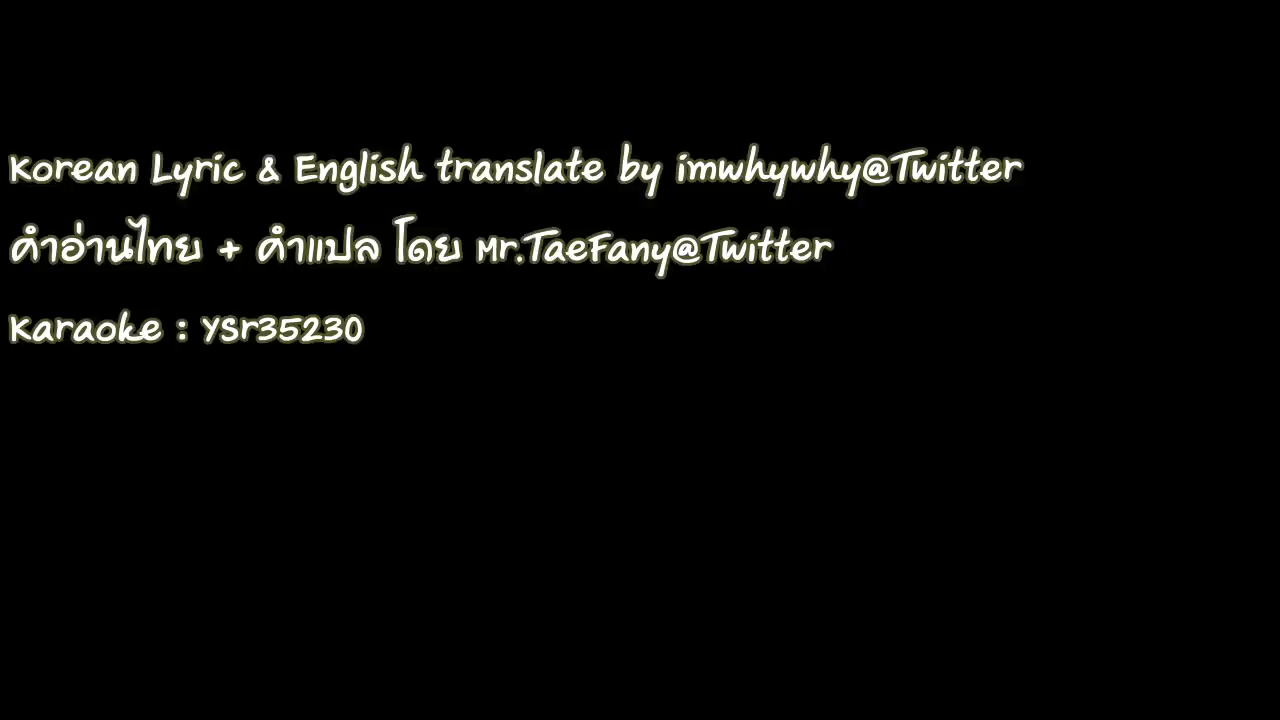 Korean Lyric & English translate by imwhywhy@Twitter
คำอ่านไทย + คำแปล โดย Mr.TaeFany@Twitter
Karaoke : YSr35230